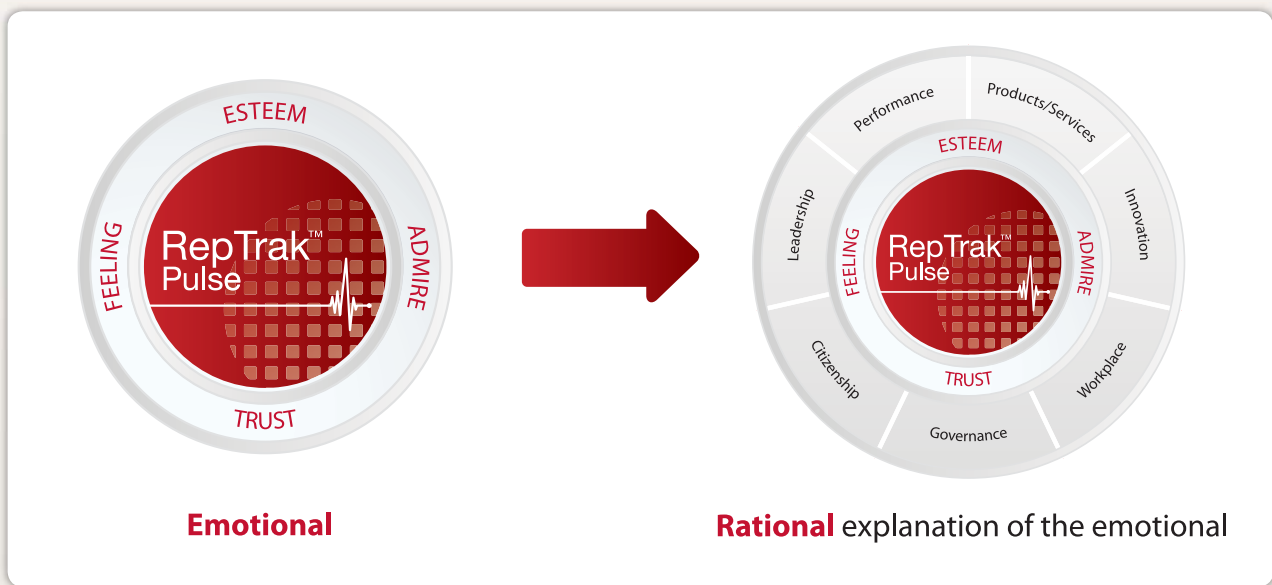 ESTEEM
FEELING
RepTrak™
Pulse
ADMIRE
TRUST
Emotional
Performance
Products/Services
Leadership
Innovation
Citizenship
Workplace
Governance
ESTEEM
FEELING
RepTrak™
Pulse
ADMIRE
TRUST
Rational explanation of the emotional